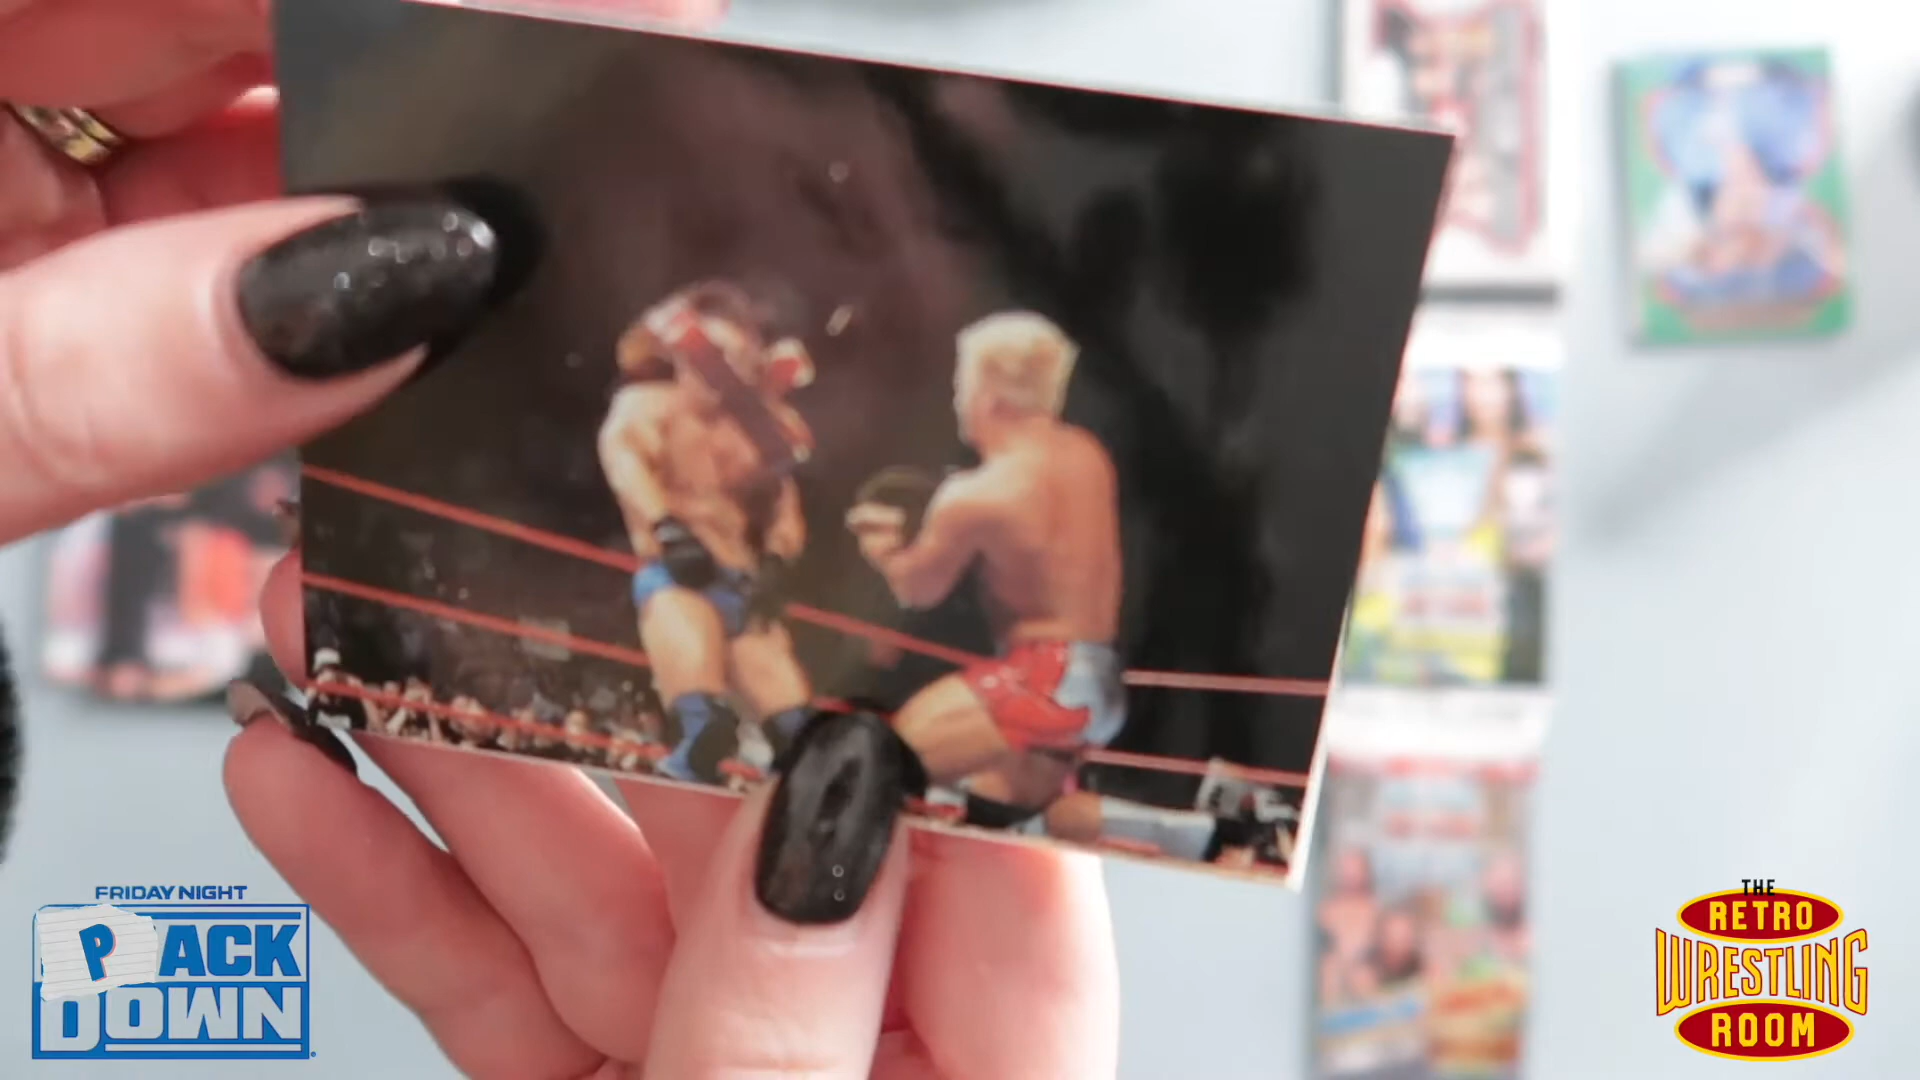 FRIDAY NIGHT
PACK
DOWN
THE
RETRO
WRESTLING
ROOM